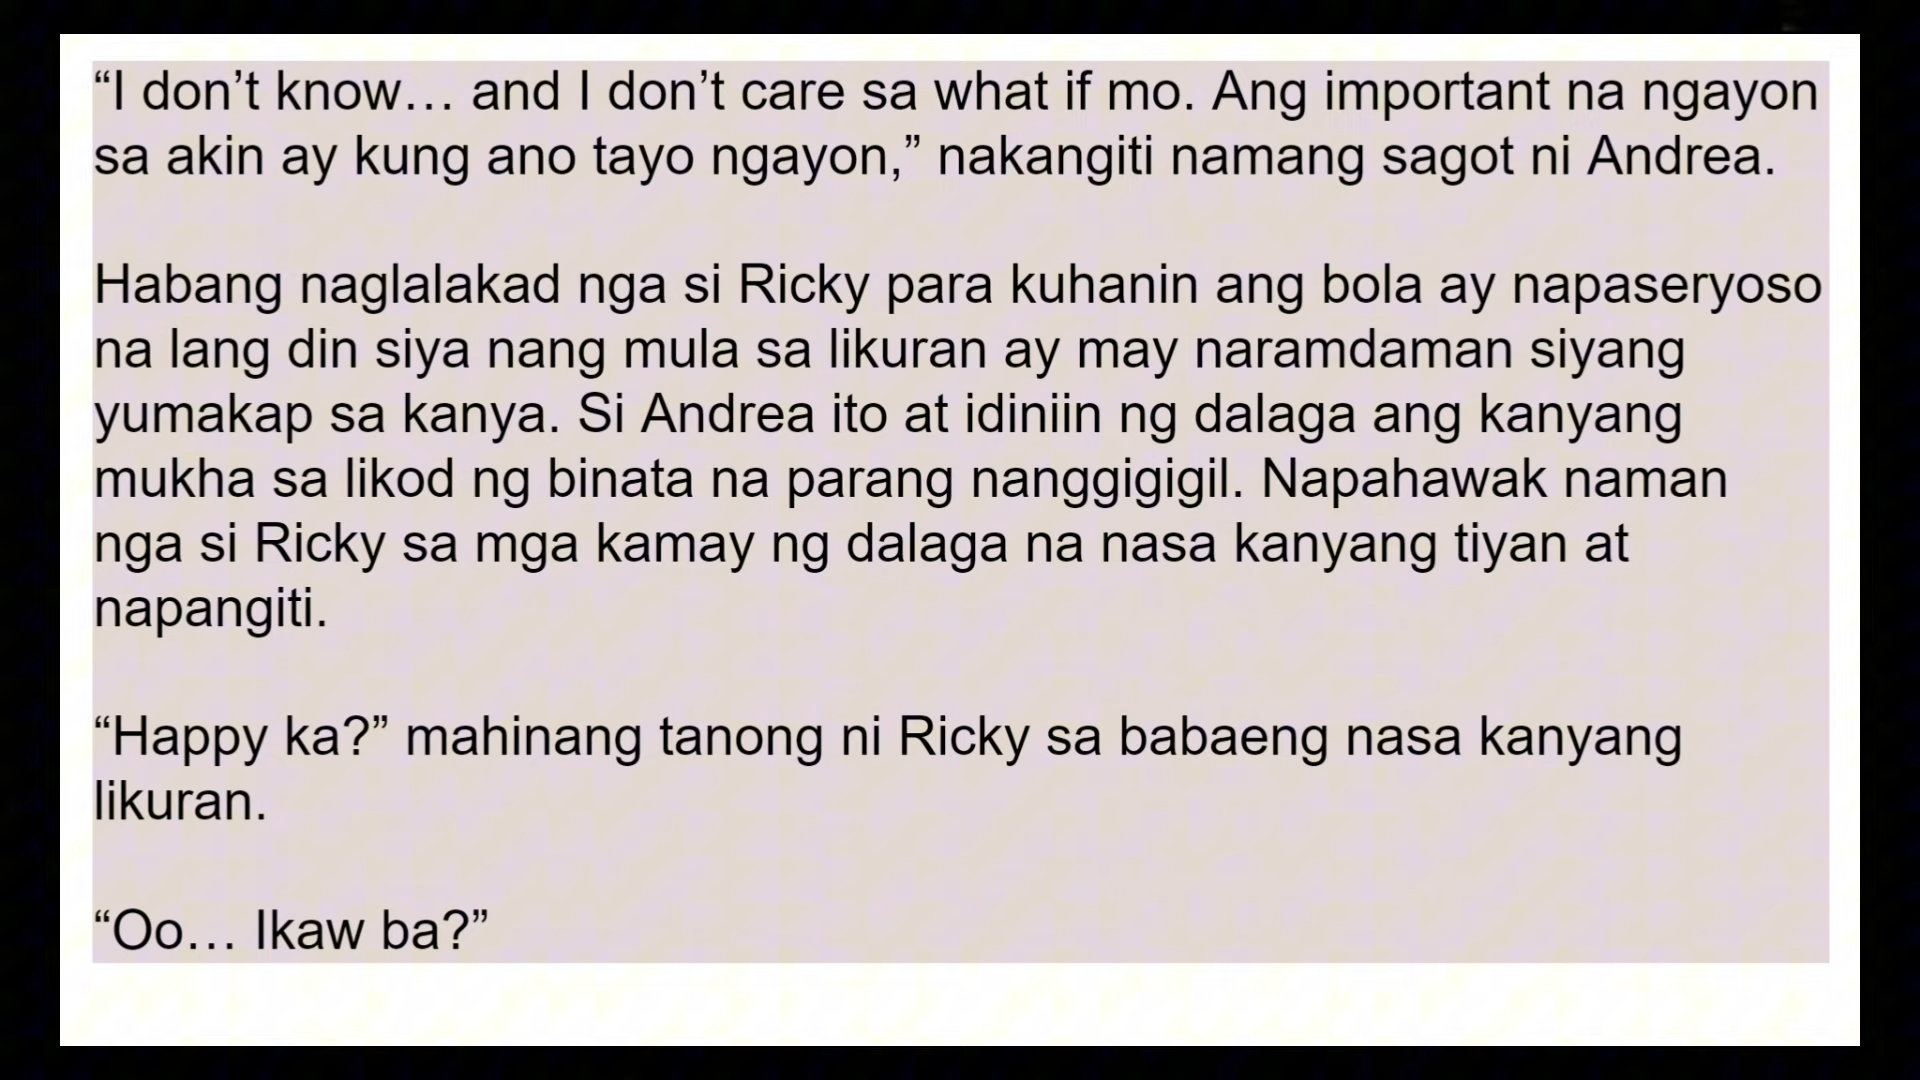 “I don’t know… and I don’t care sa what if mo. Ang important na ngayon
sa akin ay kung ano tayo ngayon,” nakangiti namang sagot ni Andrea.
Habang naglalakad nga si Ricky para kuhanin ang bola ay napaseryoso
na lang din siya nang mula sa likuran ay may naramdaman siyang
yumakap sa kanya. Si Andrea ito at idiniin ng dalaga ang kanyang
mukha sa likod ng binata na parang nanggigigil. Napahawak naman
nga si Ricky sa mga kamay ng dalaga na nasa kanyang tiyan at
napangiti.
“Happy ka?” mahinang tanong ni Ricky sa babaeng nasa kanyang
likuran.
“Oo… Ikaw ba?”